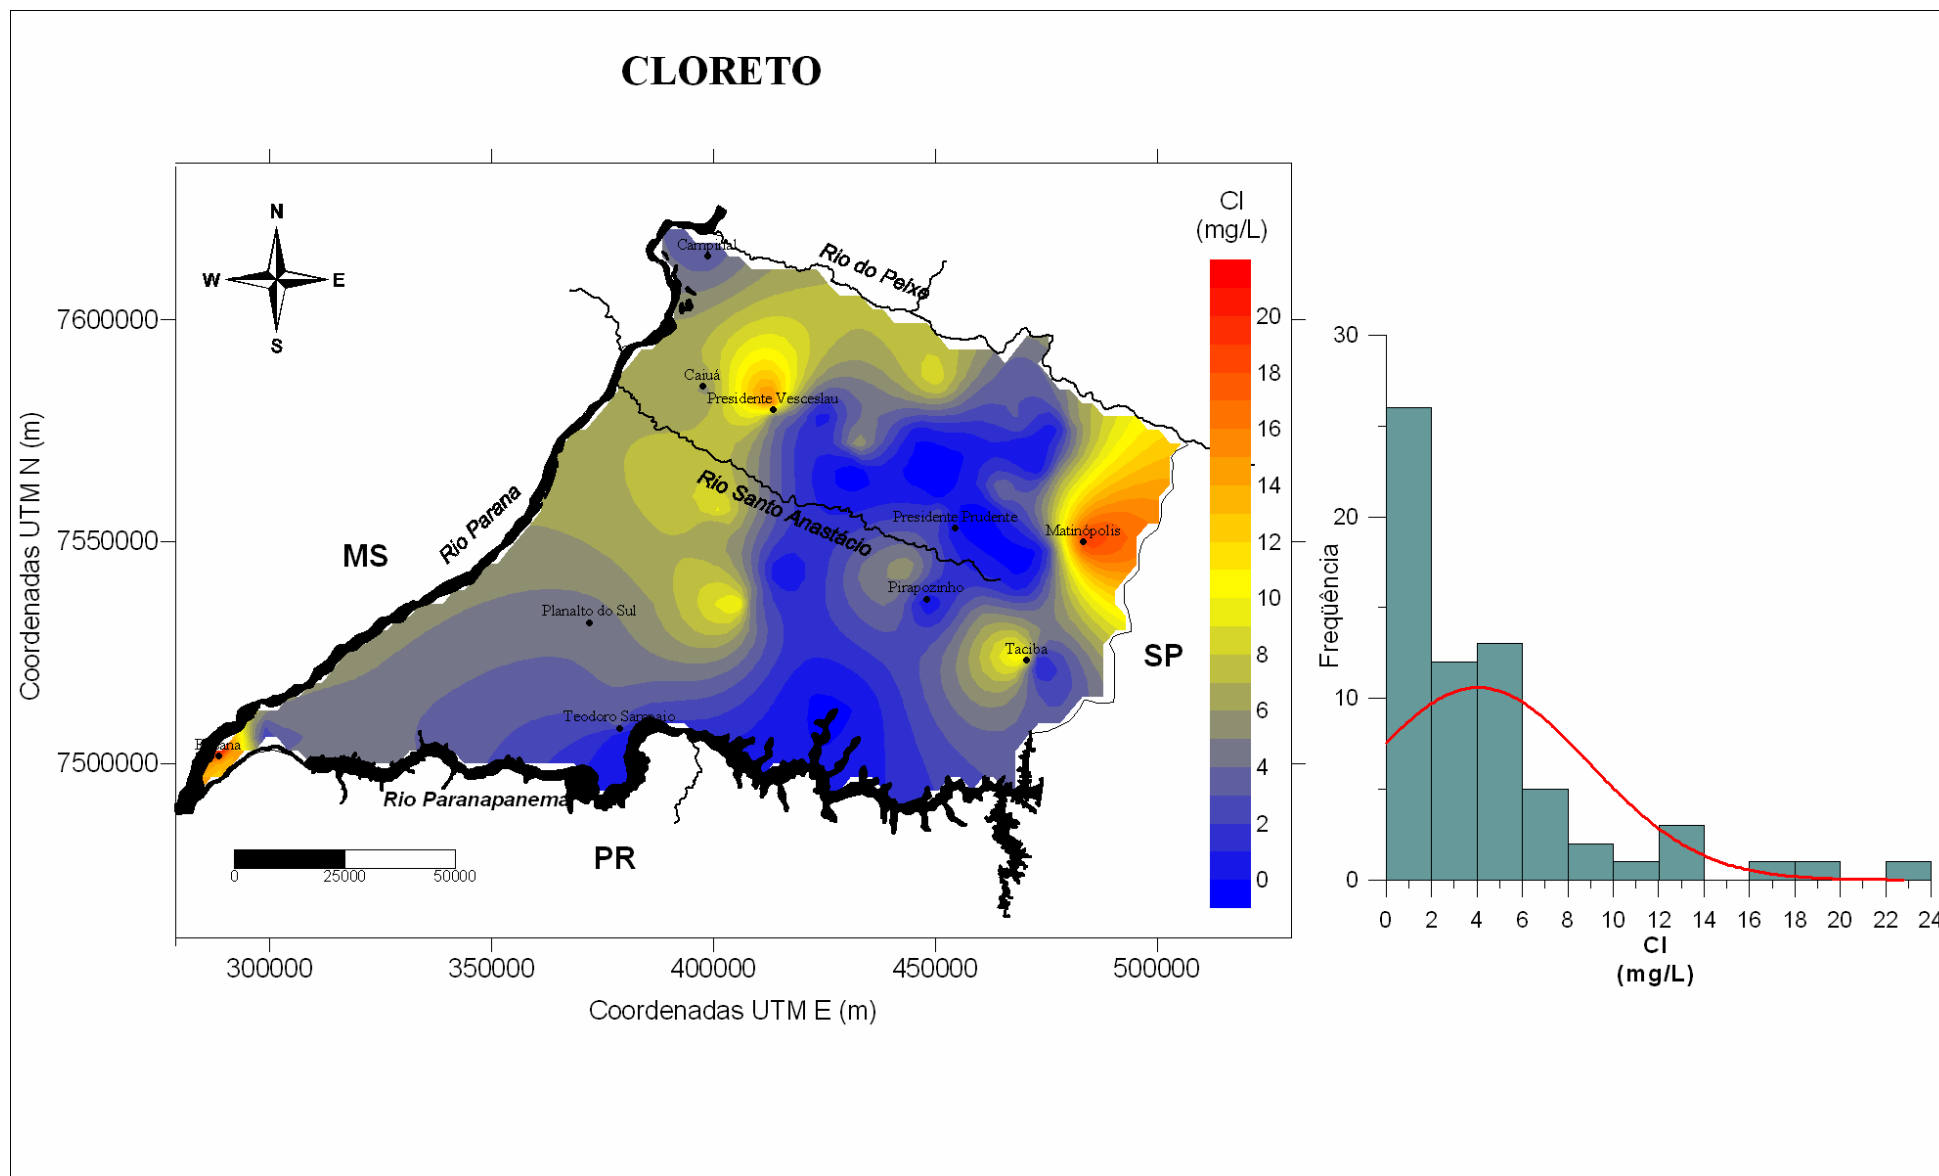 CLORETO
Cl
(mg/L)
N
W
E
S
Campinal
Rio do Peixe
Caiuá
Presidente Vesceslau
Rio Santo Anastácio
Rio Parana
MS
Presidente Prudente
Matinópolis
Pirapozinho
Planalto do Sul
Taciba
SP
Teodoro Sampaio
Rio Paranapanema
PR
0 25000 50000
20
18
16
14
12
10
8
6
4
2
0
7600000
7550000
7500000
Coordenadas UTM N (m)
300000 350000 400000 450000 500000
Coordenadas UTM E (m)
30
20
10
0
Freqüência
0 2 4 6 8 10 12 14 16 18 20 22 24
Cl
(mg/L)